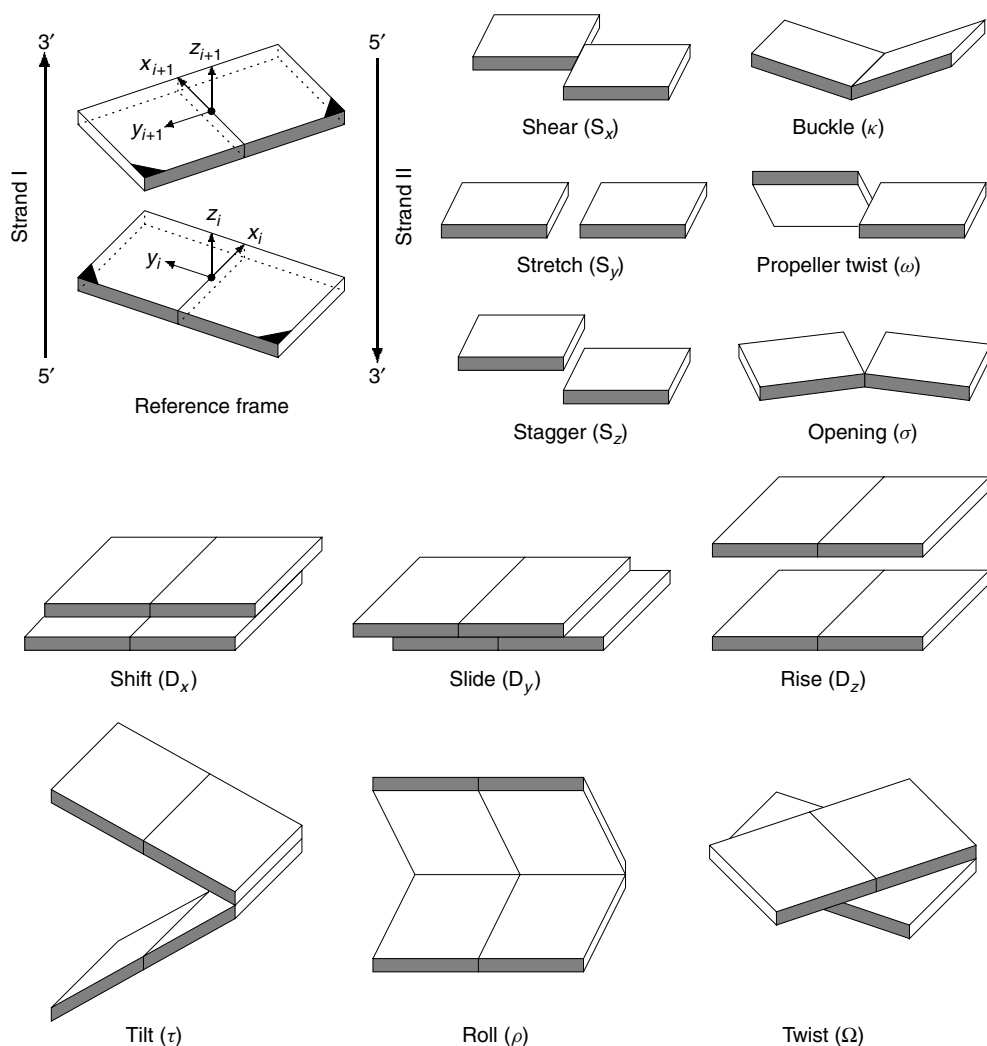 3′
Strand I
5′
z_{i+1}
x_{i+1}
y_{i+1}
z_i
x_i
y_i
Reference frame
5′
Strand II
3′
Shear (S_x)
Buckle (κ)
Stretch (S_y)
Propeller twist (ω)
Stagger (S_z)
Opening (σ)
Shift (D_x)
Slide (D_y)
Rise (D_z)
Tilt (τ)
Roll (ρ)
Twist (Ω)